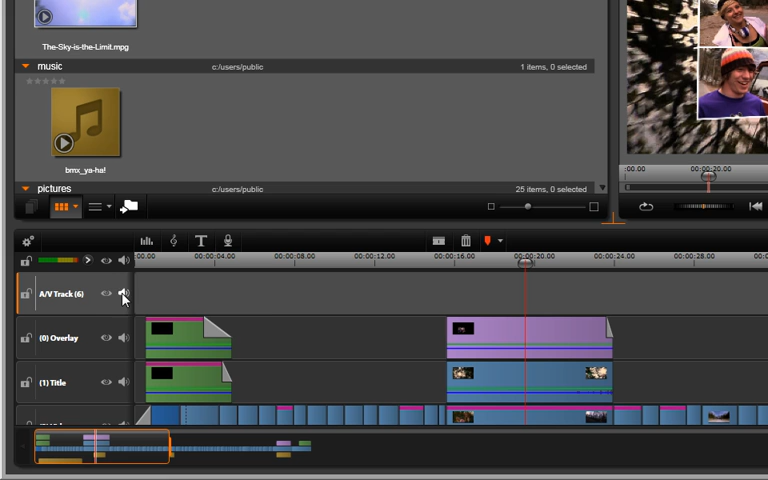 The-Sky-is-the-Limit.mpg
music c:/users/public 1 items, 0 selected
bmx_ya-ha!
pictures c:/users/public 25 items, 0 selected
:00.00 00:00:20.00
:00.00 00:00:04.00 00:00:08.00 00:00:12.00 00:00:16.00 00:00:20.00 00:00:24.00 00:00:28.00
A/V Track (6)
(0) Overlay
(1) Title